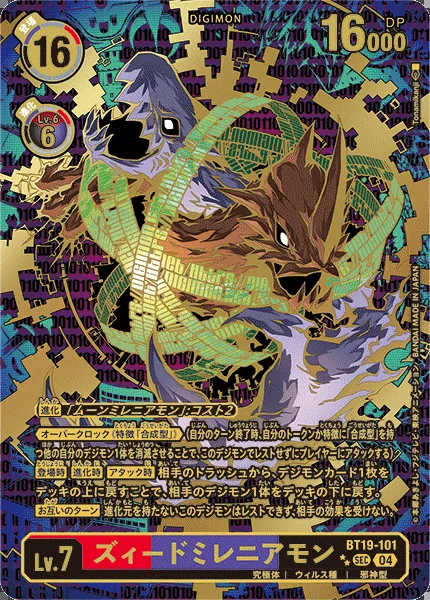 登場
16
DIGIMON
DP
16000
進化
Lv.6
6
Tonamikanji
進化 「ムーンミレニアモン」:コスト2
オーバークロック《特徴「合成型」》(自分のターン終了時、自分のトークンか特徴に「合成型」を持
つ他の自分のデジモン1体を消滅させることで、このデジモンでレストせずにプレイヤーにアタックする)
登場時 進化時 アタック時 相手のトラッシュから、デジモンカード1枚を
デッキの上に戻すことで、相手のデジモン1体をデッキの下に戻す。
お互いのターン 進化元を持たないこのデジモンはレストできず、相手の効果を受けない。
©本郷あきよし・フジテレビ・東映アニメーション BANDAI MADE IN JAPAN
Lv.7
ズィードミレニアモン
BT19-101
SEC 04
究極体 | ウィルス種 | 邪神型